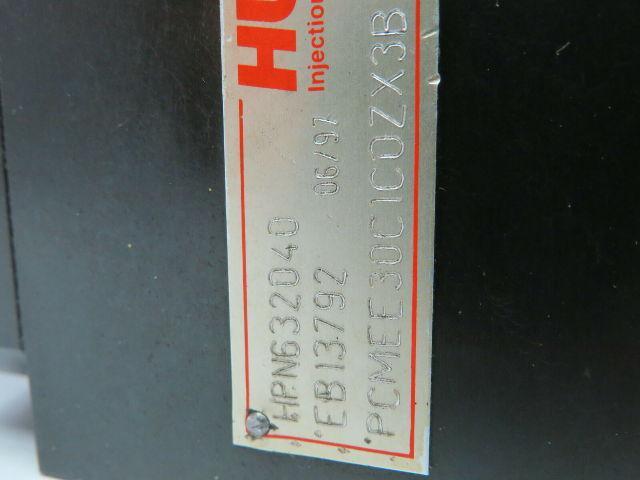 HU
Injection
HPN632040 06/97
EB13792
PCMEE30C1C0ZX3B